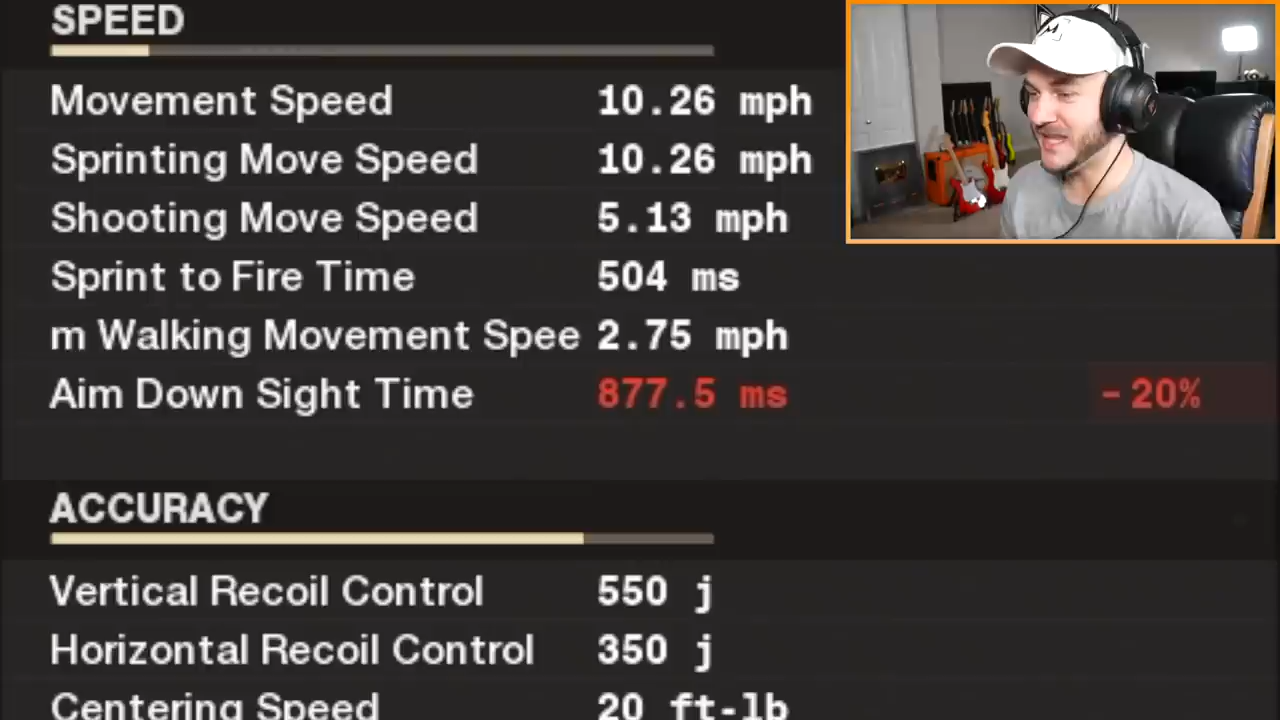 SPEED
Movement Speed 10.26 mph
Sprinting Move Speed 10.26 mph
Shooting Move Speed 5.13 mph
Sprint to Fire Time 504 ms
m Walking Movement Spee 2.75 mph
Aim Down Sight Time 877.5 ms - 20%
ACCURACY
Vertical Recoil Control 550 j
Horizontal Recoil Control 350 j
Centering Speed 20 ft-lb